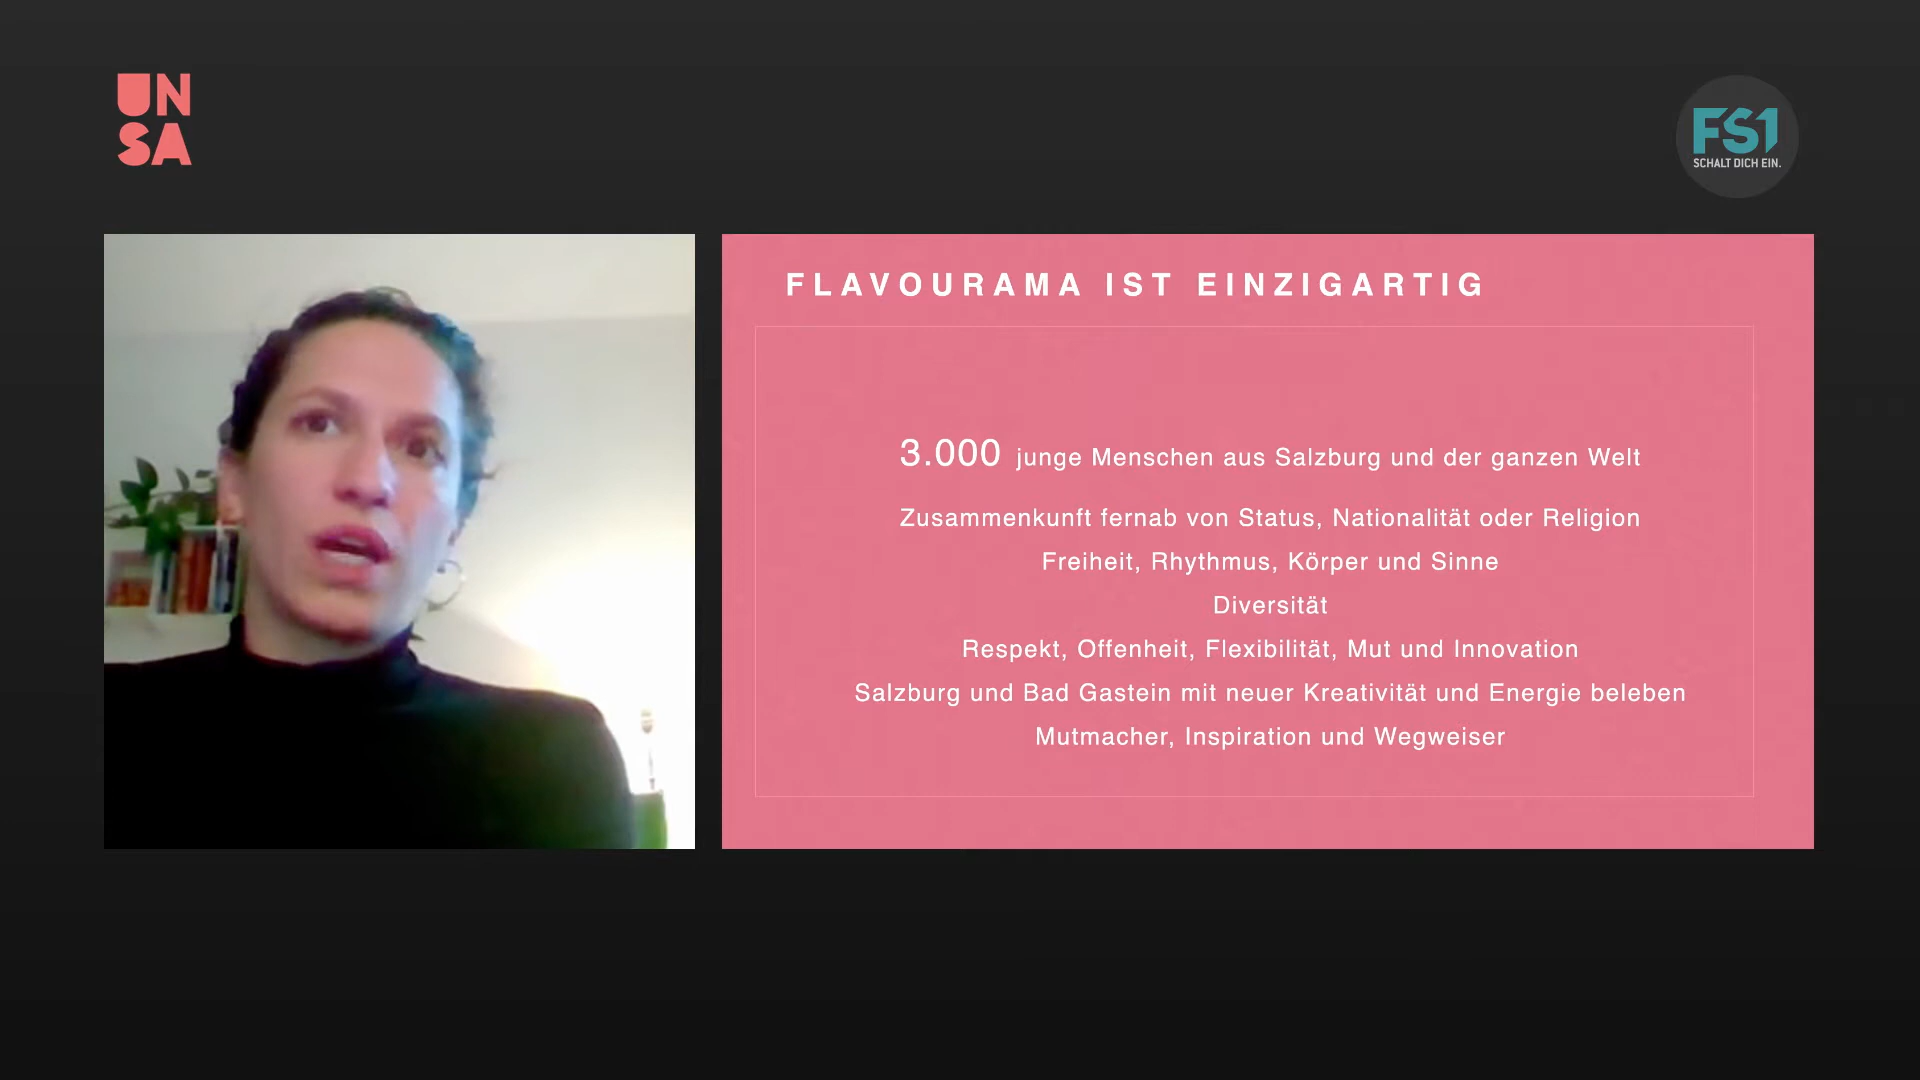 UN
SA
FS1
SCHALT DICH EIN.
FLAVOURAMA IST EINZIGARTIG
3.000 junge Menschen aus Salzburg und der ganzen Welt
Zusammenkunft fernab von Status, Nationalität oder Religion
Freiheit, Rhythmus, Körper und Sinne
Diversität
Respekt, Offenheit, Flexibilität, Mut und Innovation
Salzburg und Bad Gastein mit neuer Kreativität und Energie beleben
Mutmacher, Inspiration und Wegweiser